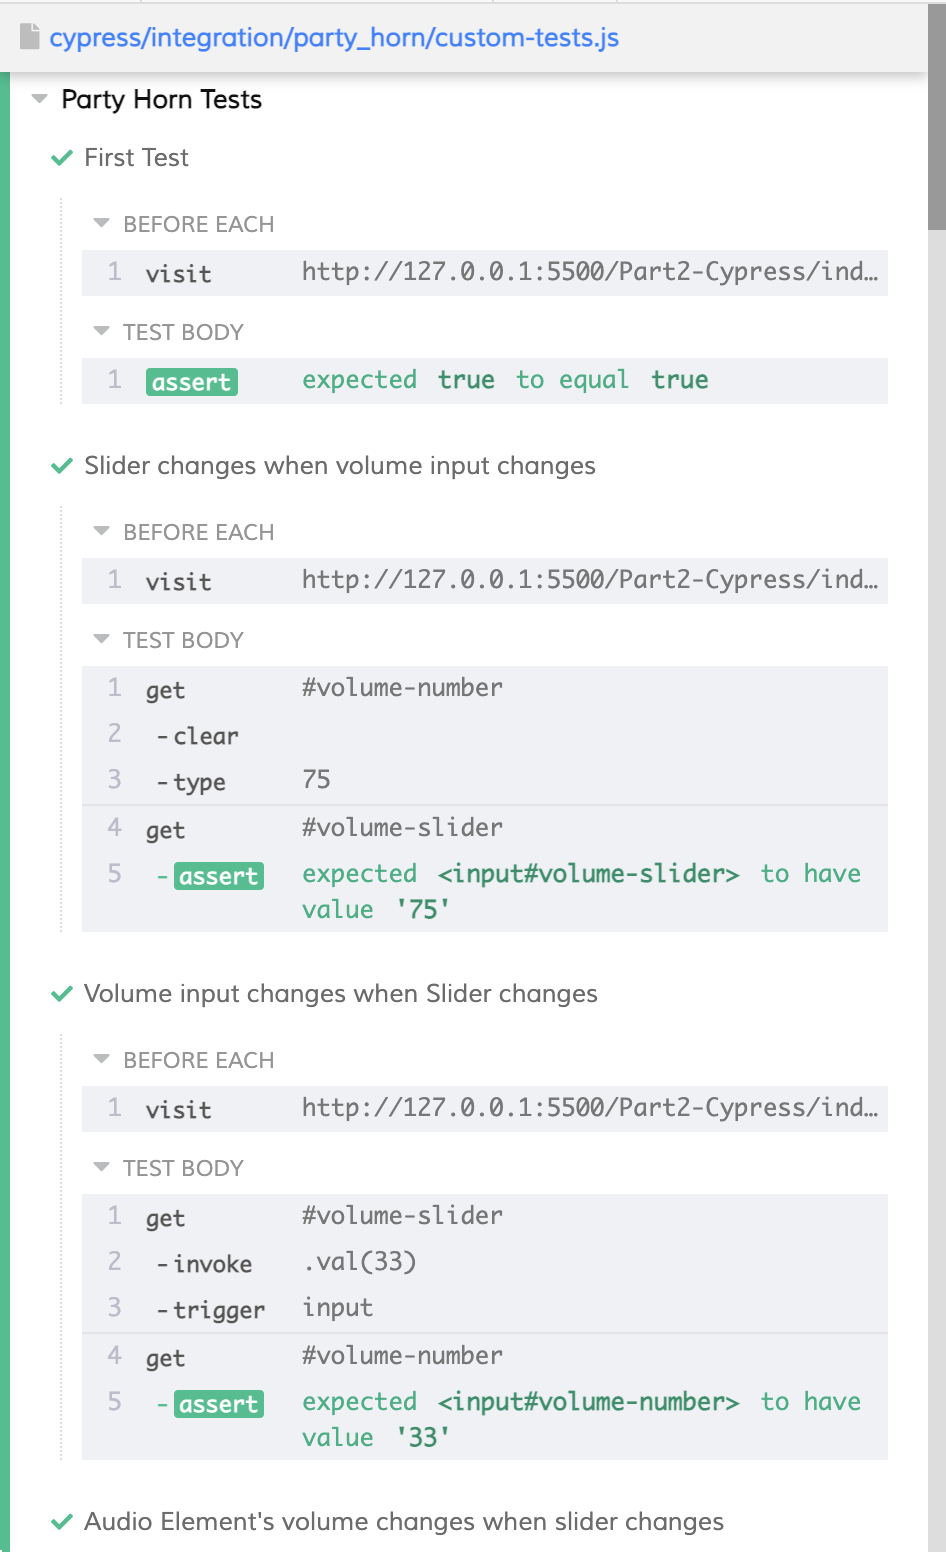 cypress/integration/party_horn/custom-tests.js
Party Horn Tests
First Test
BEFORE EACH
1 visit http://127.0.0.1:5500/Part2-Cypress/ind…
TEST BODY
1 assert expected true to equal true
Slider changes when volume input changes
BEFORE EACH
1 visit http://127.0.0.1:5500/Part2-Cypress/ind…
TEST BODY
1 get #volume-number
2 -clear
3 -type 75
4 get #volume-slider
5 -assert expected <input#volume-slider> to have
value '75'
Volume input changes when Slider changes
BEFORE EACH
1 visit http://127.0.0.1:5500/Part2-Cypress/ind…
TEST BODY
1 get #volume-slider
2 -invoke .val(33)
3 -trigger input
4 get #volume-number
5 -assert expected <input#volume-number> to have
value '33'
Audio Element's volume changes when slider changes